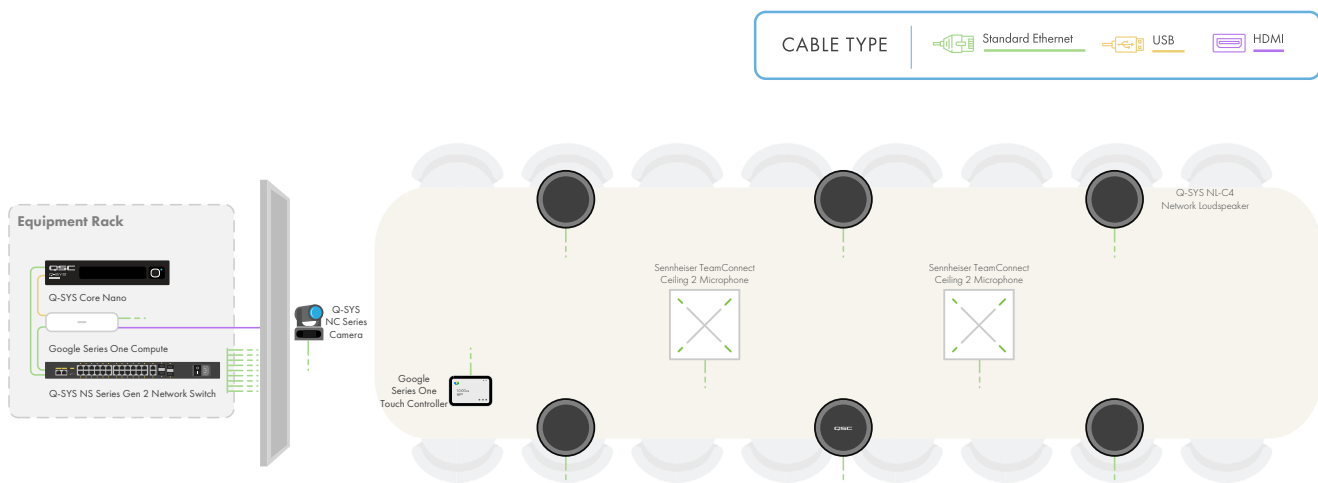 CABLE TYPE
Standard Ethernet
USB
HDMI
Equipment Rack
QSC
Q-SYS Core Nano
Google Series One Compute
Q-SYS NS Series Gen 2 Network Switch
Q-SYS
NC Series
Camera
Google
Series One
Touch Controller
Sennheiser TeamConnect
Ceiling 2 Microphone
Sennheiser TeamConnect
Ceiling 2 Microphone
Q-SYS NL-C4
Network Loudspeaker
QSC